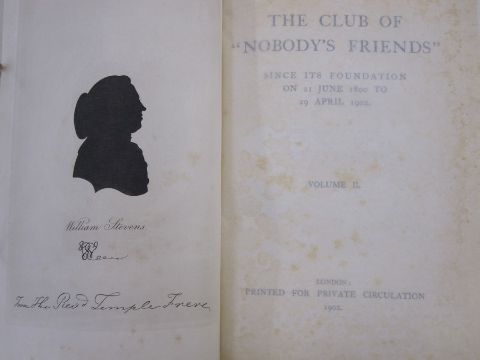 William Stevens
From The Revd Temple Frere
THE CLUB OF
"NOBODY'S FRIENDS"
SINCE ITS FOUNDATION
ON 21 JUNE 1800 TO
29 APRIL 1902.
VOLUME II.
LONDON:
PRINTED FOR PRIVATE CIRCULATION
1902.